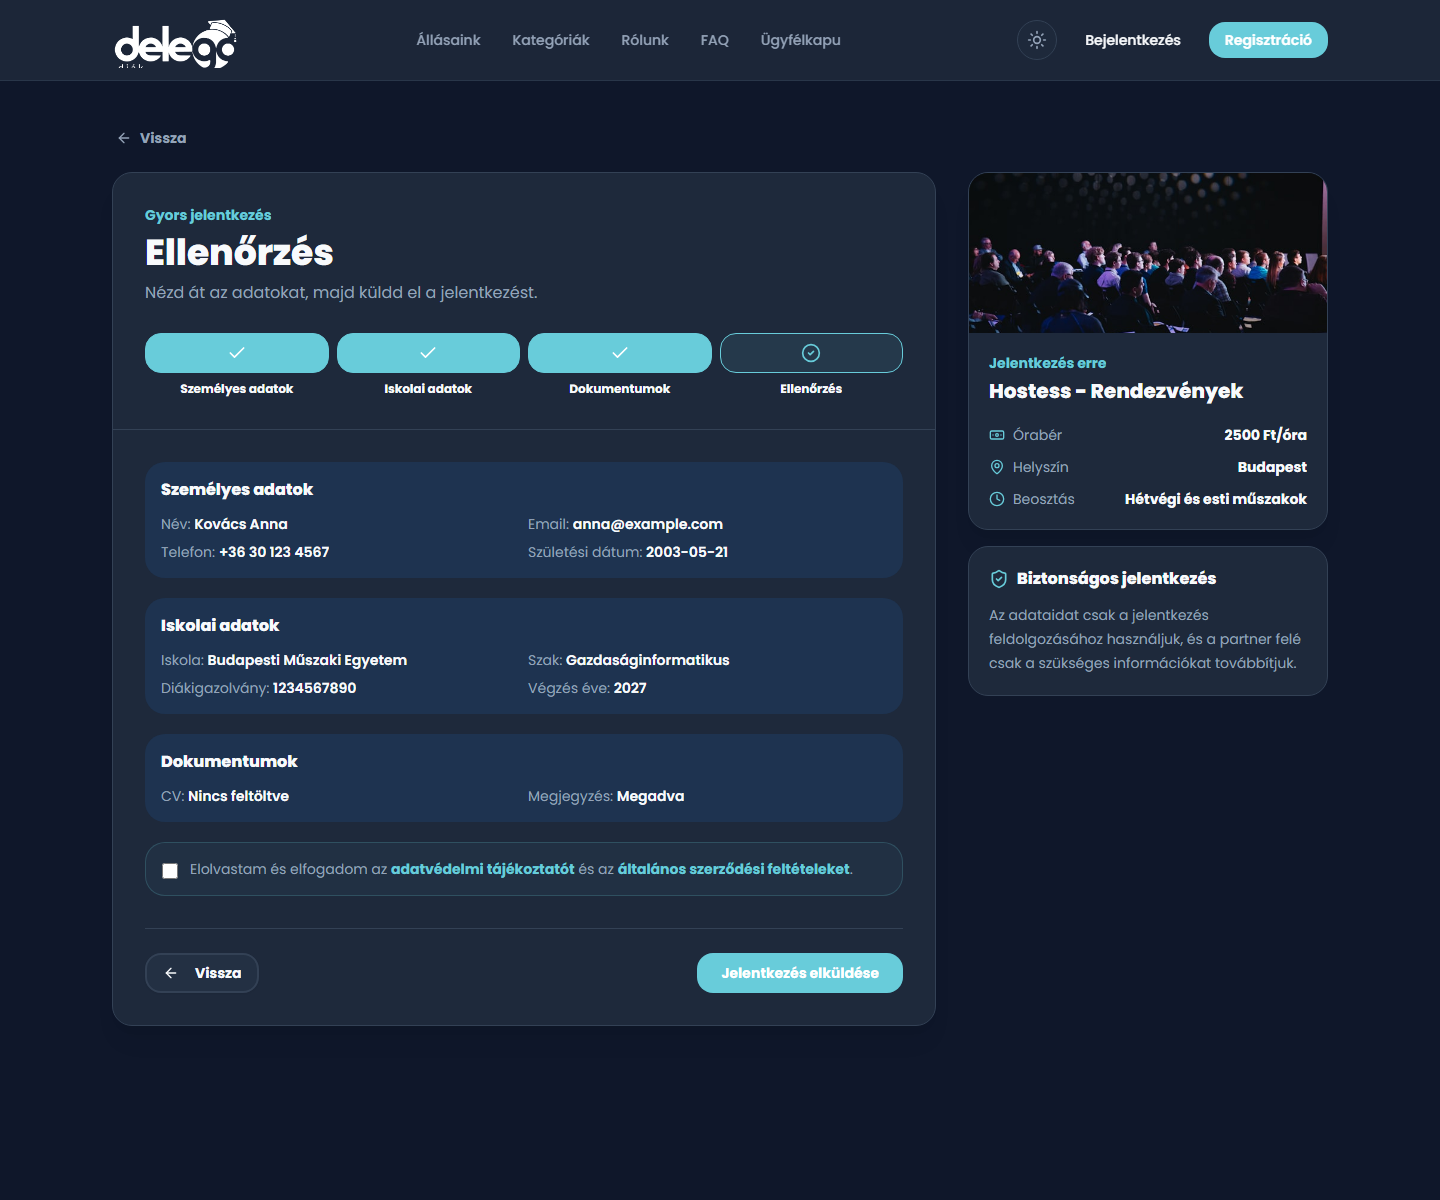 delego
diák
Állásaink
Kategóriák
Rólunk
FAQ
Ügyfélkapu
Bejelentkezés
Regisztráció
Vissza
Gyors jelentkezés
Ellenőrzés
Nézd át az adatokat, majd küldd el a jelentkezést.
Személyes adatok
Iskolai adatok
Dokumentumok
Ellenőrzés
Személyes adatok
Név: Kovács Anna
Email: anna@example.com
Telefon: +36 30 123 4567
Születési dátum: 2003-05-21
Iskolai adatok
Iskola: Budapesti Műszaki Egyetem
Szak: Gazdaságinformatikus
Diákigazolvány: 1234567890
Végzés éve: 2027
Dokumentumok
CV: Nincs feltöltve
Megjegyzés: Megadva
Elolvastam és elfogadom az adatvédelmi tájékoztatót és az általános szerződési feltételeket.
Vissza
Jelentkezés elküldése
Jelentkezés erre
Hostess - Rendezvények
Órabér 2500 Ft/óra
Helyszín Budapest
Beosztás Hétvégi és esti műszakok
Biztonságos jelentkezés
Az adataidat csak a jelentkezés
feldolgozásához használjuk, és a partner felé
csak a szükséges információkat továbbítjuk.